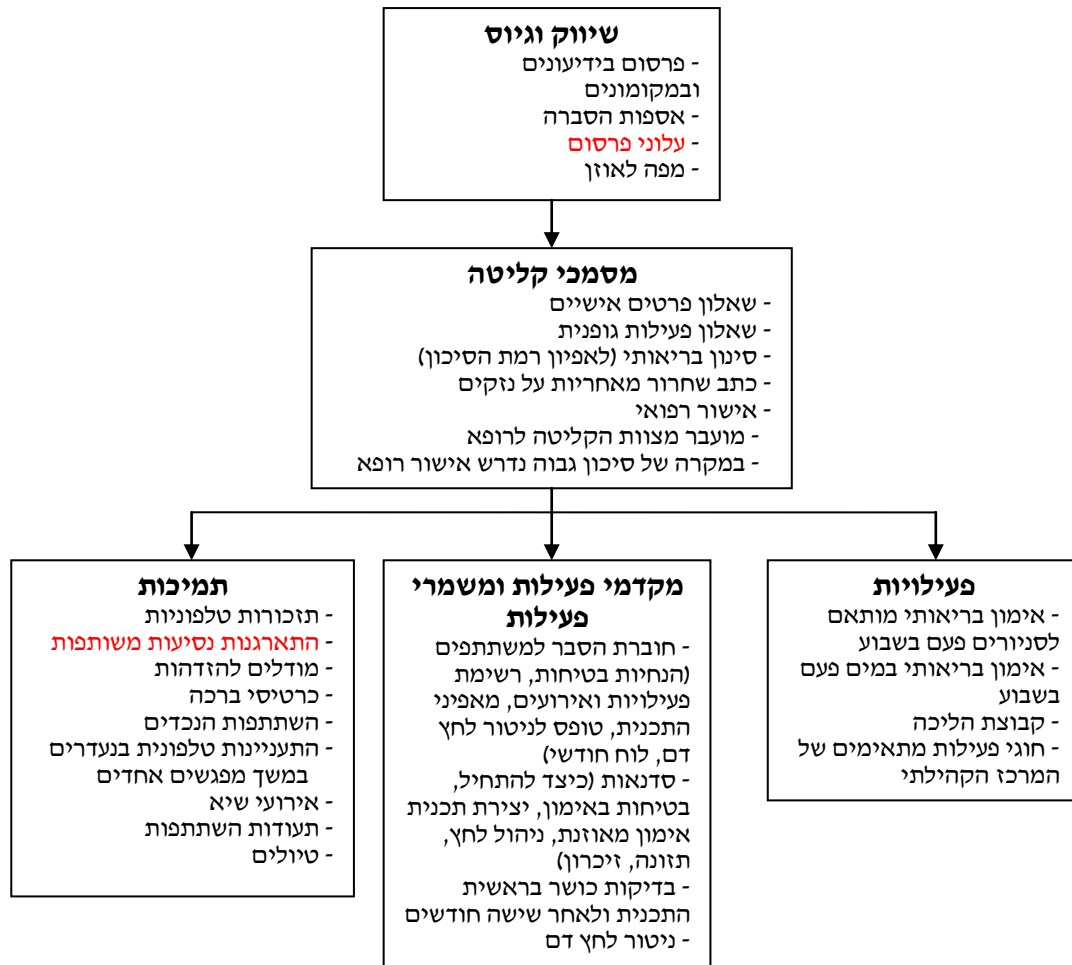 שיווק וגיוס
- פרסום בידיעונים
ובמקומונים
- אספות הסברה
- עלוני פרסום
- מפה לאוזן
מסמכי קליטה
- שאלון פרטים אישיים
- שאלון פעילות גופנית
- סינון בריאותי (לאפיון רמת הסיכון)
- כתב שחרור מאחריות על נזקים
- אישור רפואי
- מועבר מצוות הקליטה לרופא
- במקרה של סיכון גבוה נדרש אישור רופא
פעילויות
- אימון בריאותי מותאם
לסניורים פעם בשבוע
- אימון בריאותי במים פעם
בשבוע
- קבוצת הליכה
- חוגי פעילות מתאימים של
המרכז הקהילתי
מקדמי פעילות ומשמרי
פעילות
- חוברת הסבר למשתתפים
(הנחיות בטיחות, רשימת
פעילויות ואירועים, מאפיני
התכנית, טופס לניטור לחץ
דם, לוח חודשי)
- סדנאות (כיצד להתחיל,
בטיחות באימון, יצירת תכנית
אימון מאוזנת, ניהול לחץ,
תזונה, זיכרון)
- בדיקות כושר בראשית
התכנית ולאחר שישה חודשים
- ניטור לחץ דם
תמיכות
- תזכורות טלפוניות
- התארגנות נסיעות משותפות
- מודלים להזדהות
- כרטיסי ברכה
- השתתפות הנכדים
- התעניינות טלפונית בנעדרים
במשך מפגשים אחדים
- אירועי שיא
- תעודות השתתפות
- טיולים